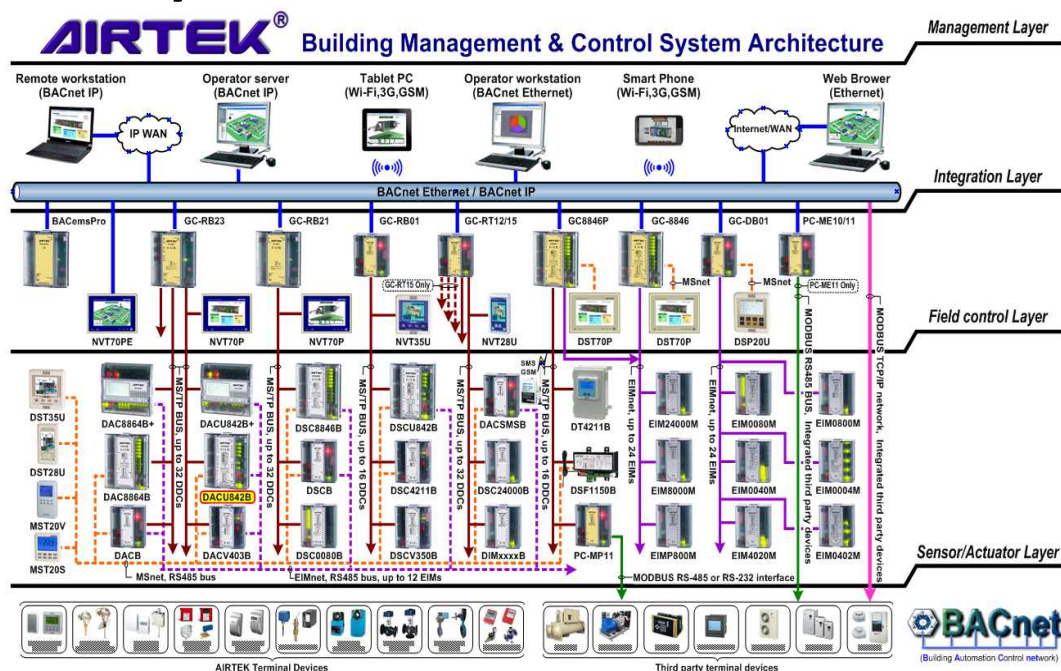 AIRTEK®
Building Management & Control System Architecture
Management Layer
Remote workstation
(BACnet IP)
Operator server
(BACnet IP)
Tablet PC
(Wi-Fi,3G,GSM)
Operator workstation
(BACnet Ethernet)
Smart Phone
(Wi-Fi,3G,GSM)
Web Brower
(Ethernet)
IP WAN
Internet/WAN
BACnet Ethernet / BACnet IP
Integration Layer
BACemsPro
GC-RB23
GC-RB21
GC-RB01
GC-RT12/15
GC8846P
GC-8846
GC-DB01
PC-ME10/11
GC-RT15 Only
MSnet
MSnet
PC-ME11 Only
NVT70PE
NVT70P
NVT70P
NVT35U
NVT28U
DST70P
DST70P
DSP20U
Field control Layer
MS/TP BUS, up to 32 DDCs
MS/TP BUS, up to 32 DDCs
MS/TP BUS, up to 16 DDCs
MS/TP BUS, up to 32 DDCs
MS/TP BUS, up to 16 DDCs
EIMnet, up to 24 EIMs
EIMnet, up to 24 EIMs
MODBUS RS485 BUS, Integrated third party devices
MODBUS TCP/IP network, Integrated third party devices
SMS
GSM
DST35U
DAC8864B+
DACU842B+
DSC8846B
DSCU842B
DACSMSB
DT4211B
EIM24000M
EIM0080M
EIM0800M
DST28U
DAC8864B
DACU842B
DSCB
DSC4211B
DSC24000B
DSF1150B
EIM8000M
EIM0040M
EIM0004M
MST20V
MST20S
DACB
DACV403B
DSC0080B
DSCV350B
DIMxxxxB
PC-MP11
EIMP800M
EIM4020M
EIM0402M
Sensor/Actuator Layer
MSnet, RS485 bus
EIMnet, RS485 bus, up to 12 EIMs
MODBUS RS-485 or RS-232 interface
AIRTEK Terminal Devices
Third party terminal devices
BACnet
(Building Automation Control network)